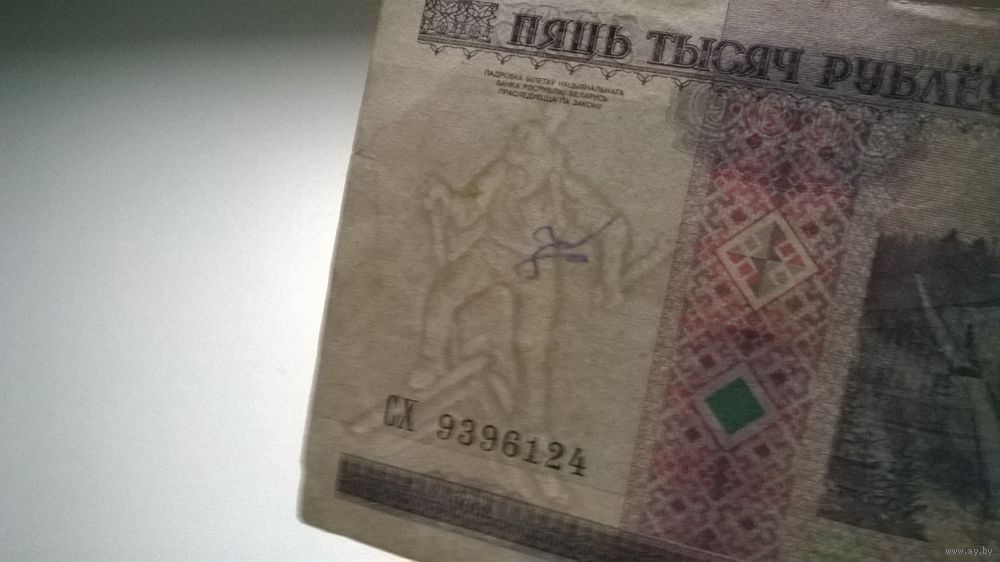 ПЯЦЬ ТЫСЯЧ РУБЛЁЎ
ПАДРОБКА БІЛЕТАЎ НАЦЫЯНАЛЬНАГА
БАНКА РЭСПУБЛІКІ БЕЛАРУСЬ
ПРАСЛЕДУЕЦЦА ПА ЗАКОНУ
СХ 9396124
www.ay.by